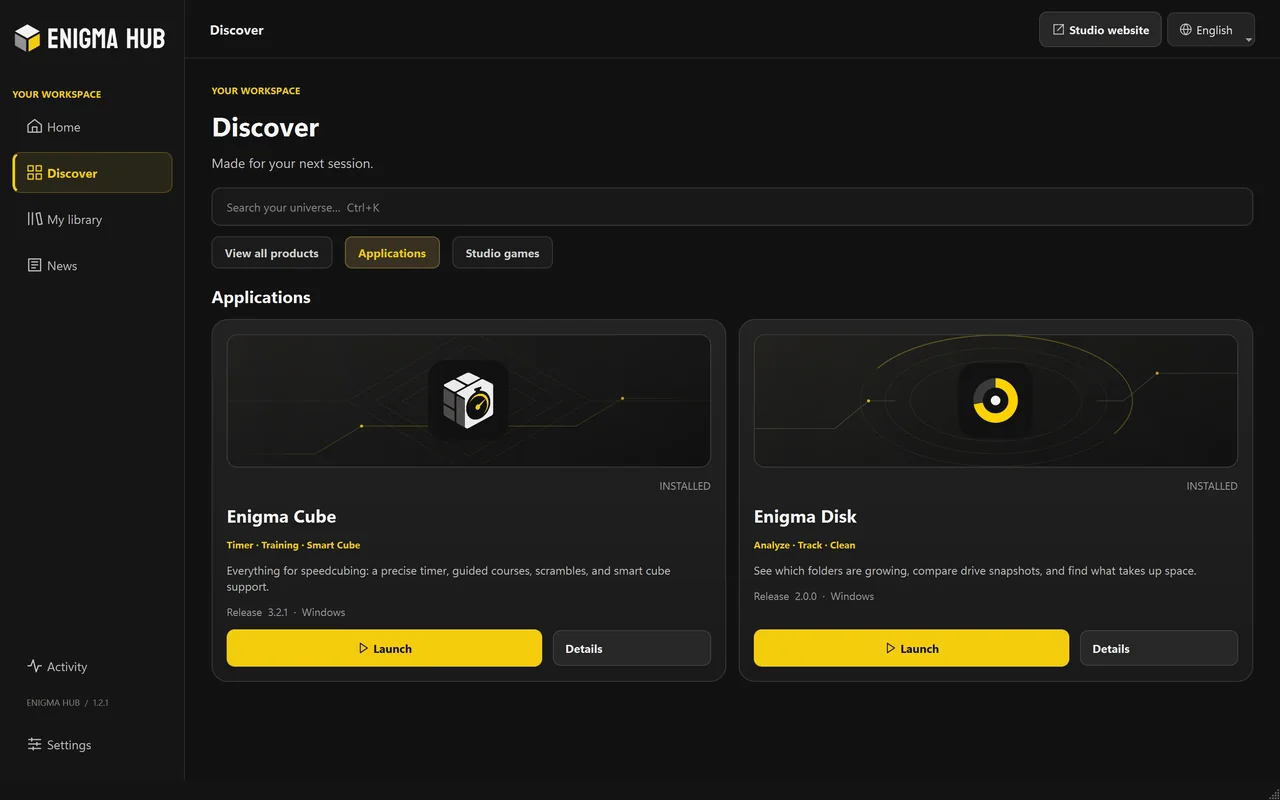 ENIGMA HUB
YOUR WORKSPACE
Home
Discover
My library
News
Activity
ENIGMA HUB / 1.2.1
Settings
Discover
Studio website
English
YOUR WORKSPACE
Discover
Made for your next session.
Search your universe... Ctrl+K
View all products
Applications
Studio games
Applications
INSTALLED
Enigma Cube
Timer · Training · Smart Cube
Everything for speedcubing: a precise timer, guided courses, scrambles, and smart cube
support.
Release 3.2.1 · Windows
Launch
Details
INSTALLED
Enigma Disk
Analyze · Track · Clean
See which folders are growing, compare drive snapshots, and find what takes up space.
Release 2.0.0 · Windows
Launch
Details